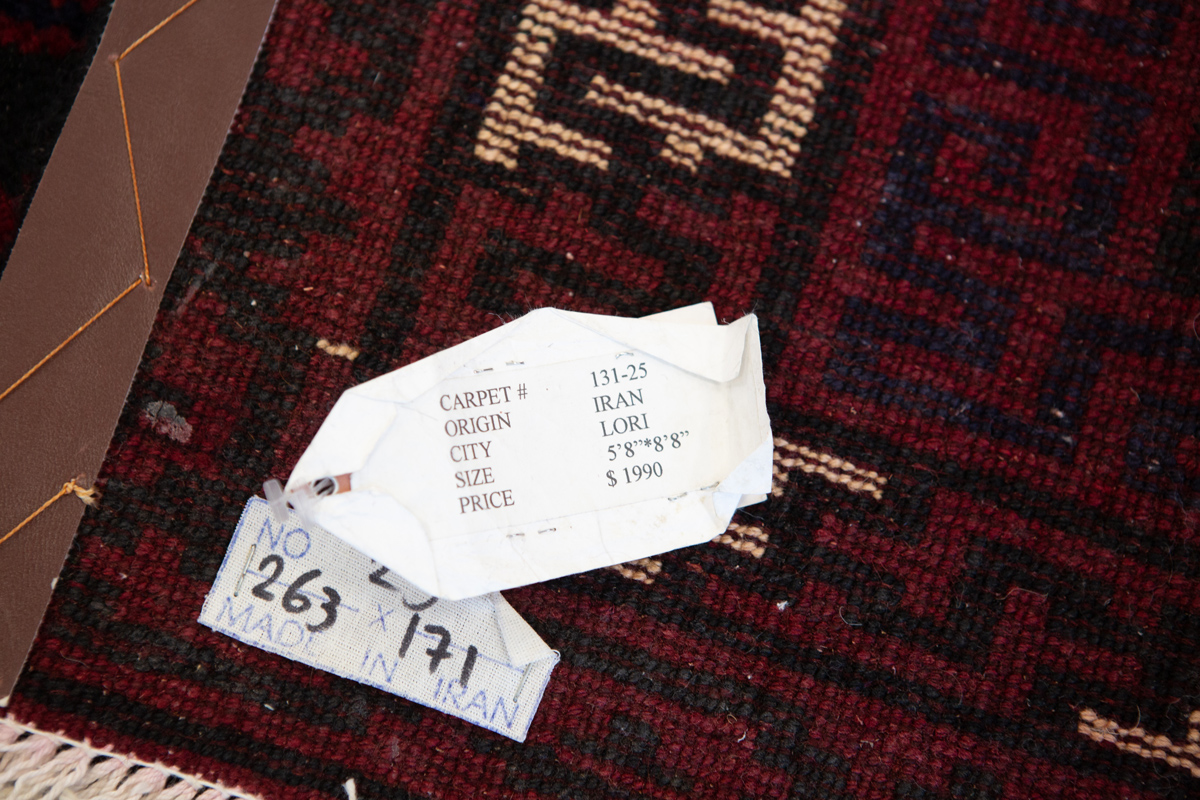 CARPET # 131-25
ORIGIN IRAN
CITY LORI
SIZE 5'8"*8'8"
PRICE $ 1990
NO
263 x 171
MADE IN IRAN